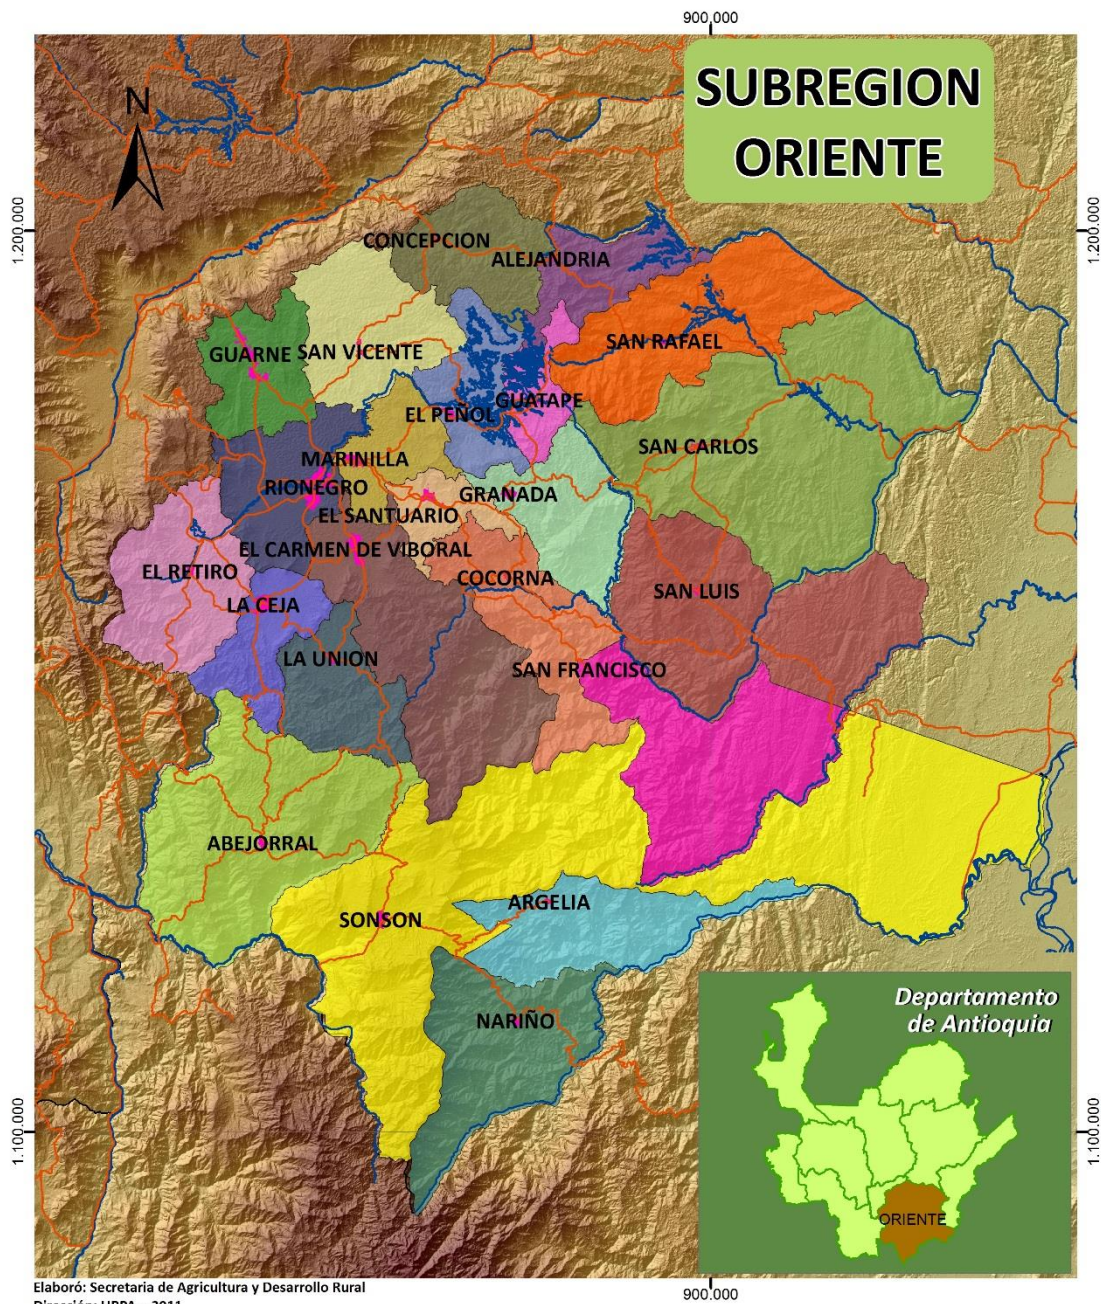 900.000
SUBREGION
ORIENTE
N
1.200.000
1.200.000
CONCEPCION
ALEJANDRIA
GUARNE
SAN VICENTE
SAN RAFAEL
GUATAPE
EL PEÑOL
SAN CARLOS
MARINILLA
RIONEGRO
GRANADA
EL SANTUARIO
EL CARMEN DE VIBORAL
EL RETIRO
COCORNA
SAN LUIS
LA CEJA
LA UNION
SAN FRANCISCO
ABEJORRAL
ARGELIA
SONSON
NARIÑO
Departamento
de Antioquia
1.100.000
1.100.000
ORIENTE
Elaboró: Secretaria de Agricultura y Desarrollo Rural
900.000